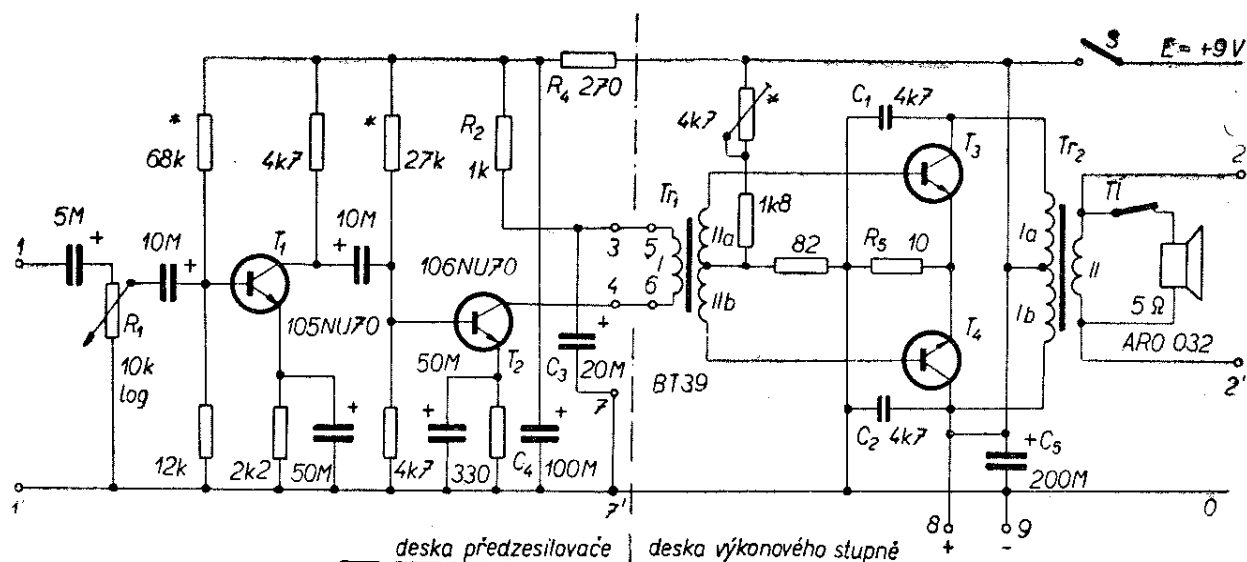 S
E = +9V
R4 270
C1 4k7
*
68k
4k7
*
27k
R2
1k
4k7
*
T3
Tr2
2
Tl
5M
+
10M
+
T1
10M
+
106NU70
3
5
I
4
6
Tr1
IIa
IIb
1k8
82
R5
10
Ia
Ib
II
5 Ω
ARO 032
1
R1
10k
log
105NU70
T2
50M
+
C3
+
20M
7
BT39
T4
2'
12k
2k2
+
50M
4k7
330
C4
+
100M
C2
4k7
+
C5
200M
1'
7'
0
8
+
9
-
deska předzesilovače | deska výkonového stupně